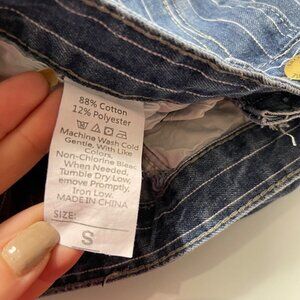 88% Cotton
12% Polyester
Machine Wash Cold
Gentle, With Like
Colors,
Non-Chlorine Bleac
When Needed,
Tumble Dry Low,
emove Promptly,
Iron Low.
MADE IN CHINA
SIZE:
S